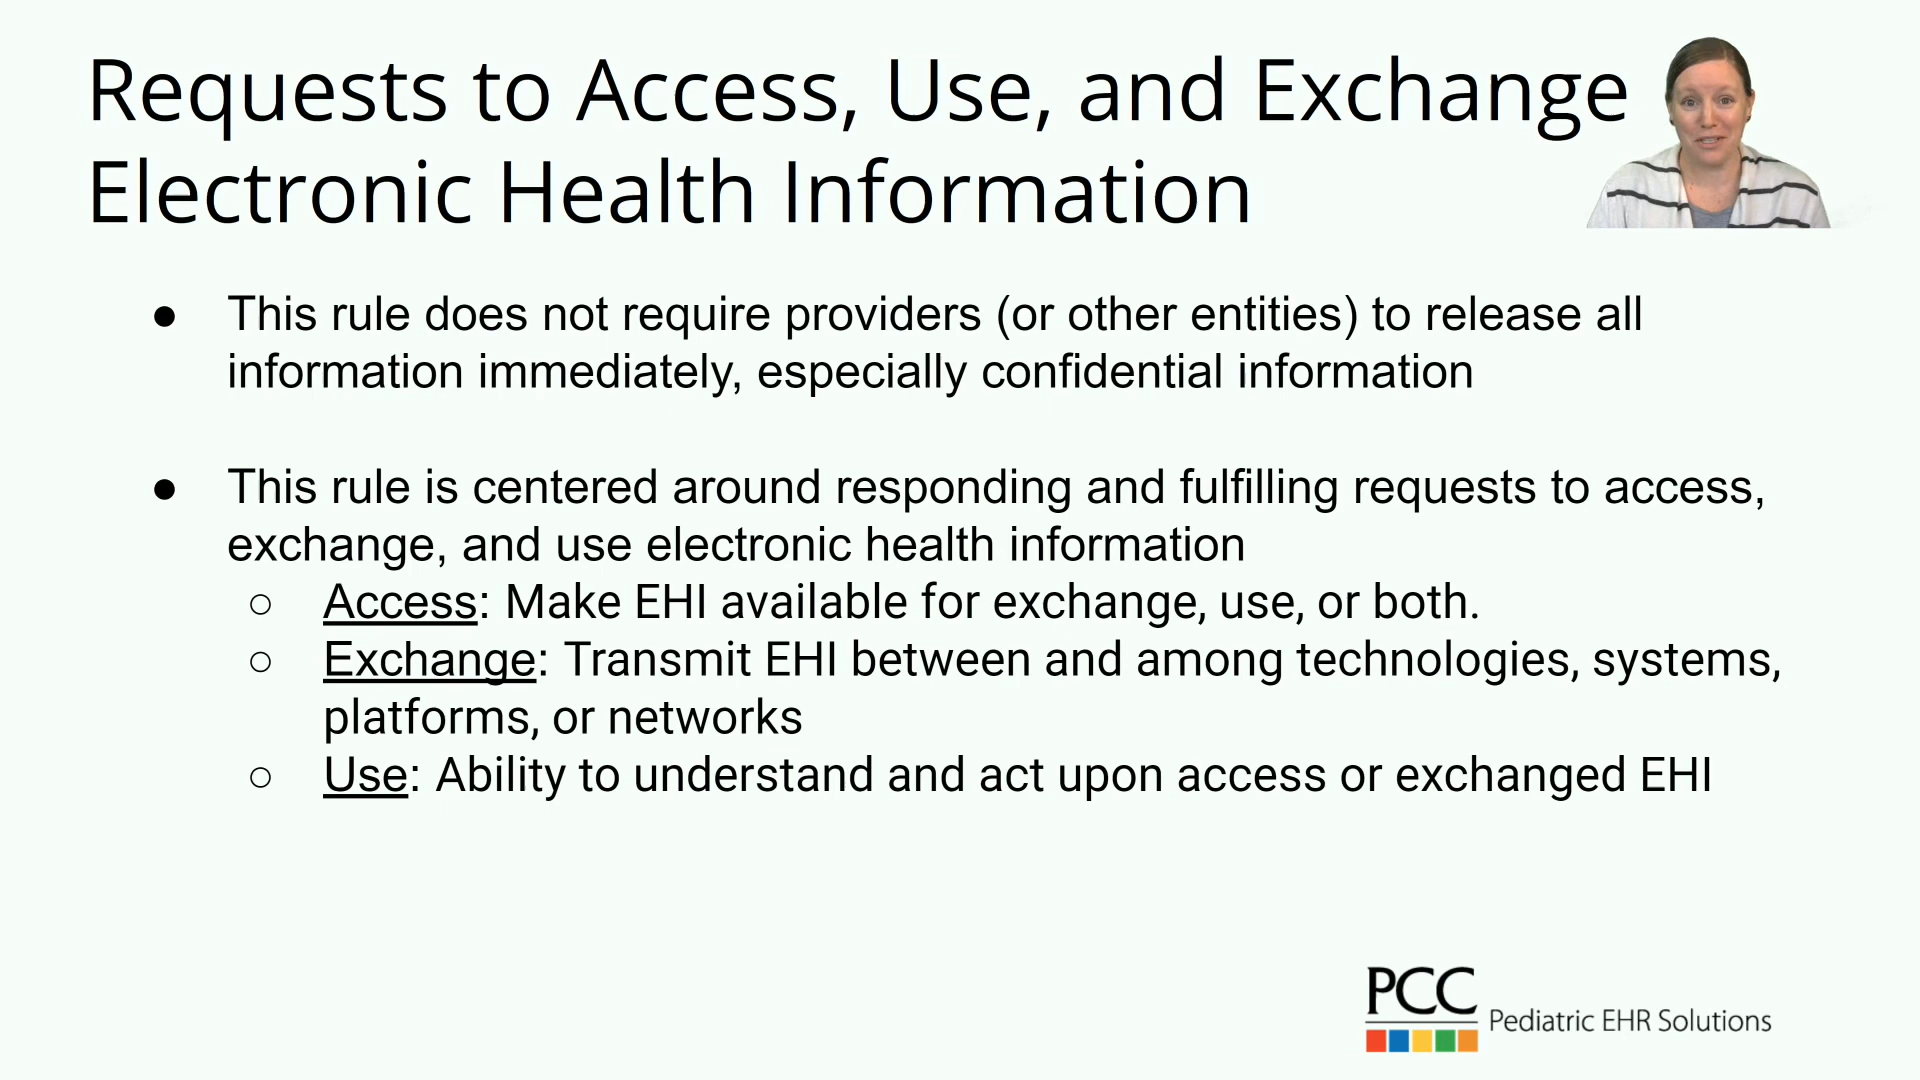 Requests to Access, Use, and Exchange
Electronic Health Information
● This rule does not require providers (or other entities) to release all
information immediately, especially confidential information
● This rule is centered around responding and fulfilling requests to access,
exchange, and use electronic health information
○ Access: Make EHI available for exchange, use, or both.
○ Exchange: Transmit EHI between and among technologies, systems,
platforms, or networks
○ Use: Ability to understand and act upon access or exchanged EHI
PCC Pediatric EHR Solutions